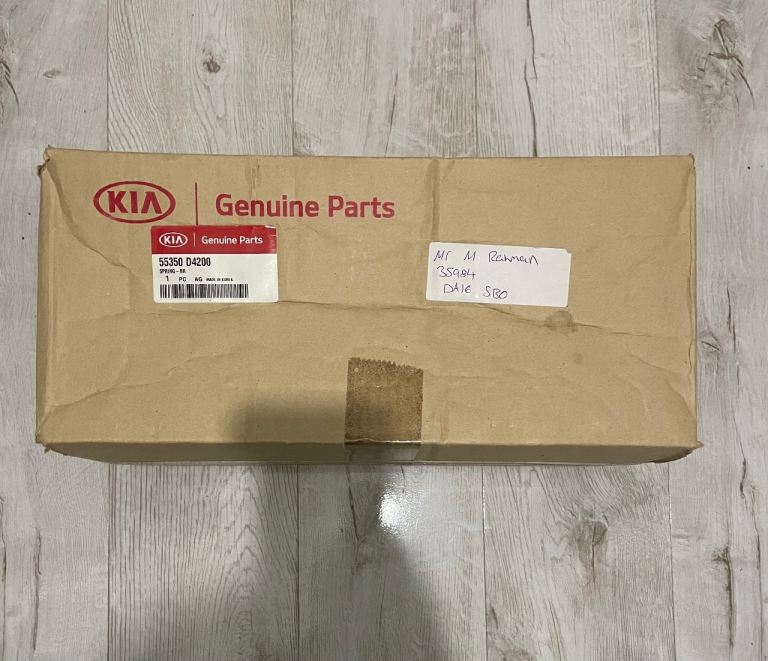 KIA Genuine Parts
KIA Genuine Parts
55350 D4200
SPRING-RR
1 PC AG MADE IN KOREA
Mr M Rahman
35984
DA16 SBO